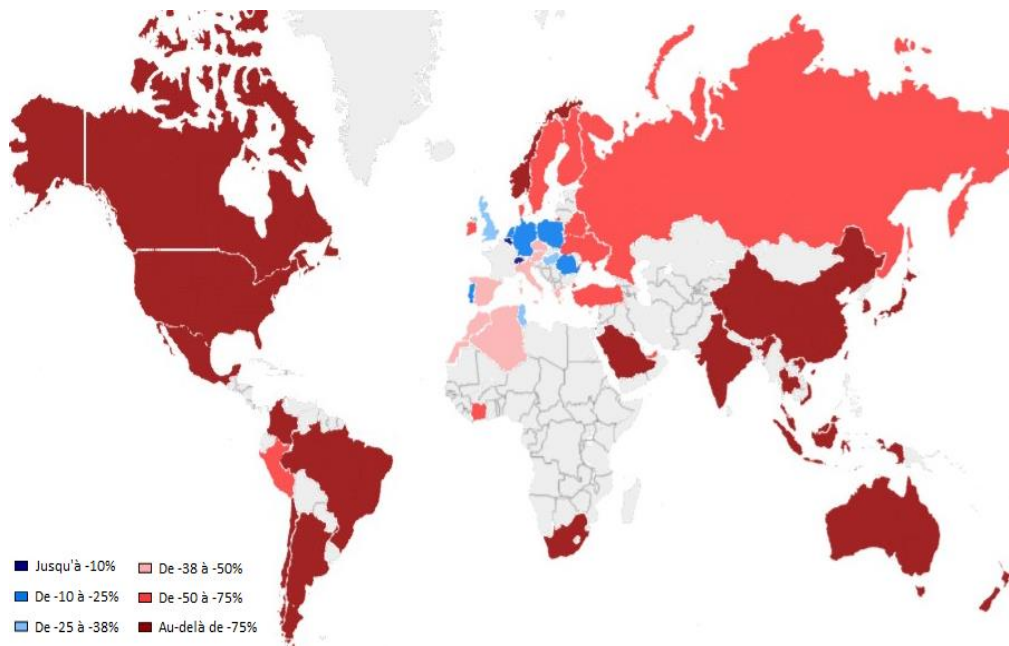 Jusqu'à -10%
De -10 à -25%
De -25 à -38%
De -38 à -50%
De -50 à -75%
Au-delà de -75%